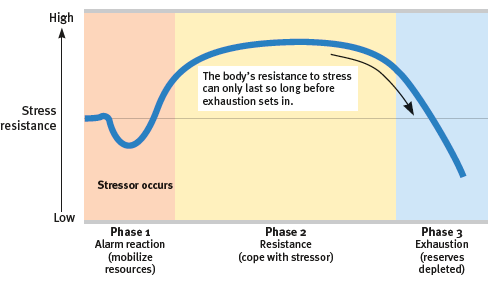 High
Stress
resistance
Low
The body's resistance to stress
can only last so long before
exhaustion sets in.
Stressor occurs
Phase 1
Alarm reaction
(mobilize
resources)
Phase 2
Resistance
(cope with stressor)
Phase 3
Exhaustion
(reserves
depleted)